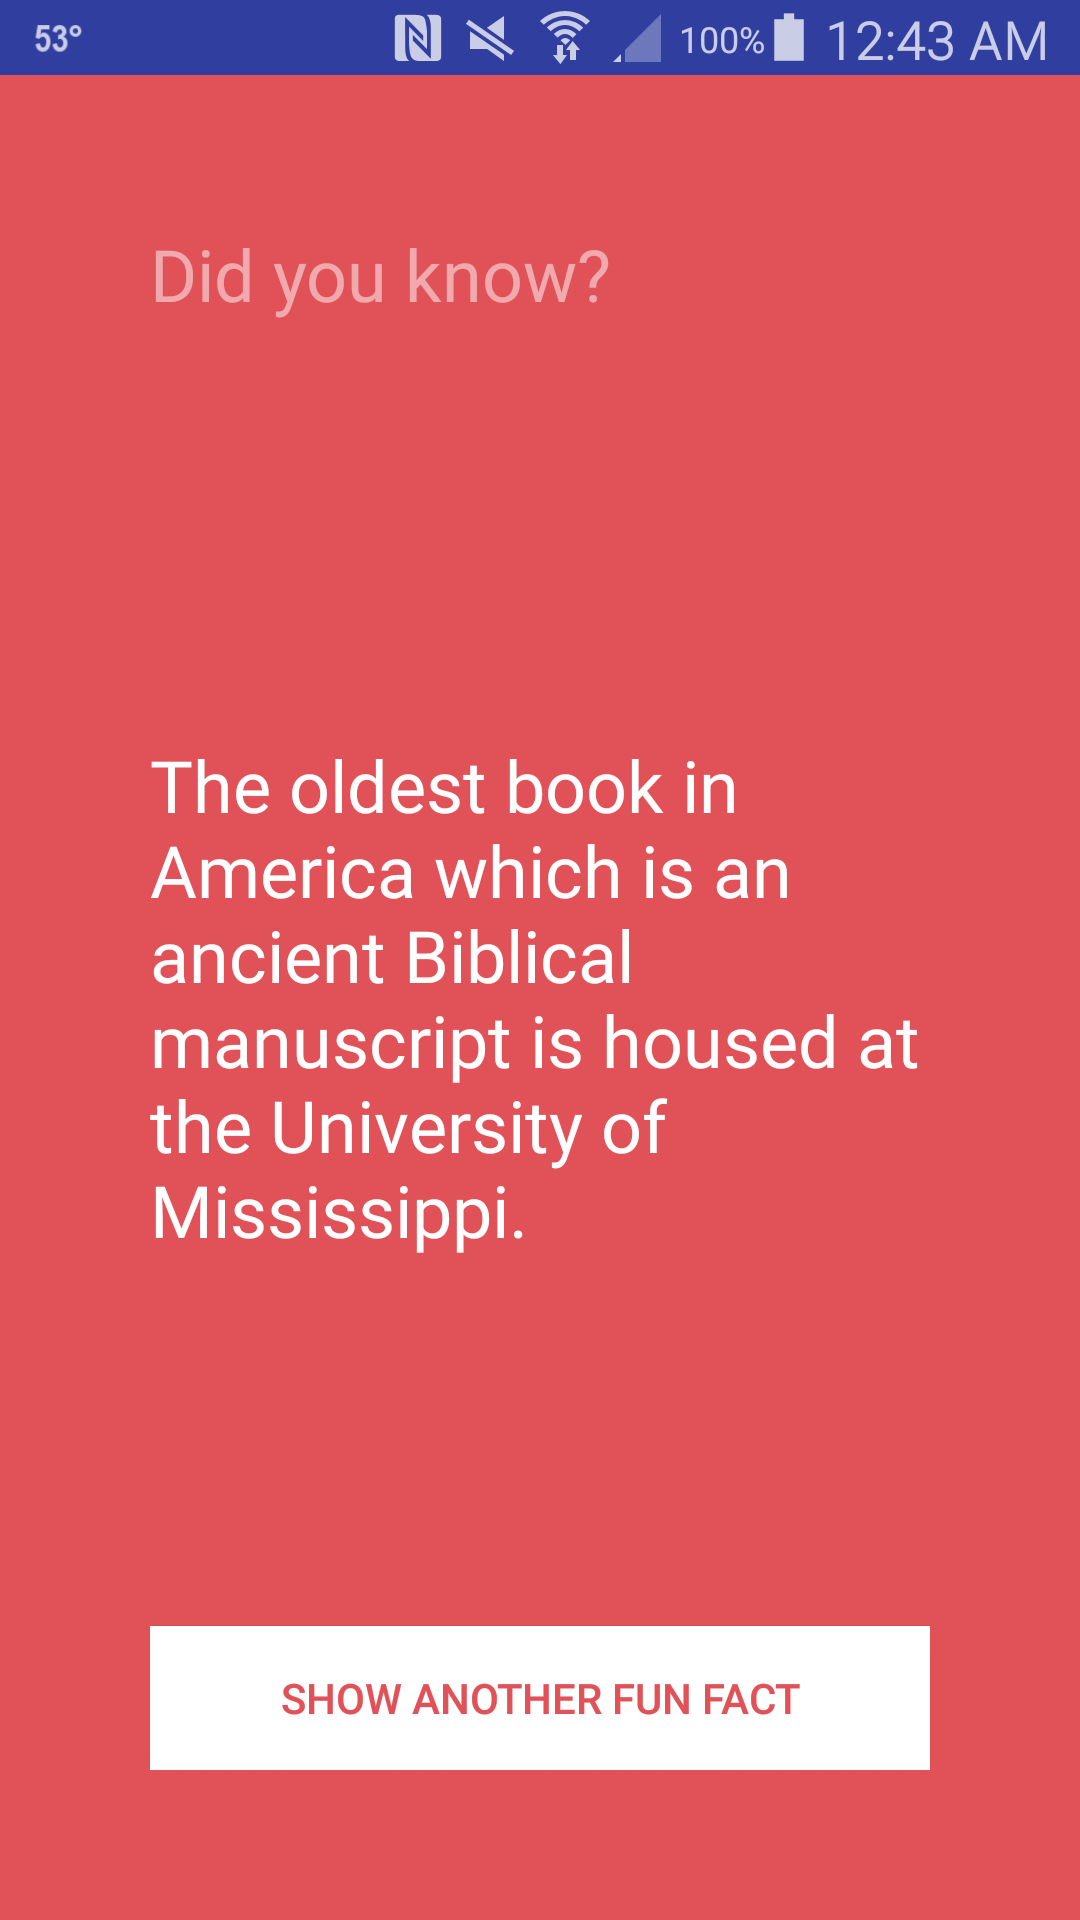 53°
100%
12:43 AM
Did you know?
The oldest book in
America which is an
ancient Biblical
manuscript is housed at
the University of
Mississippi.
SHOW ANOTHER FUN FACT